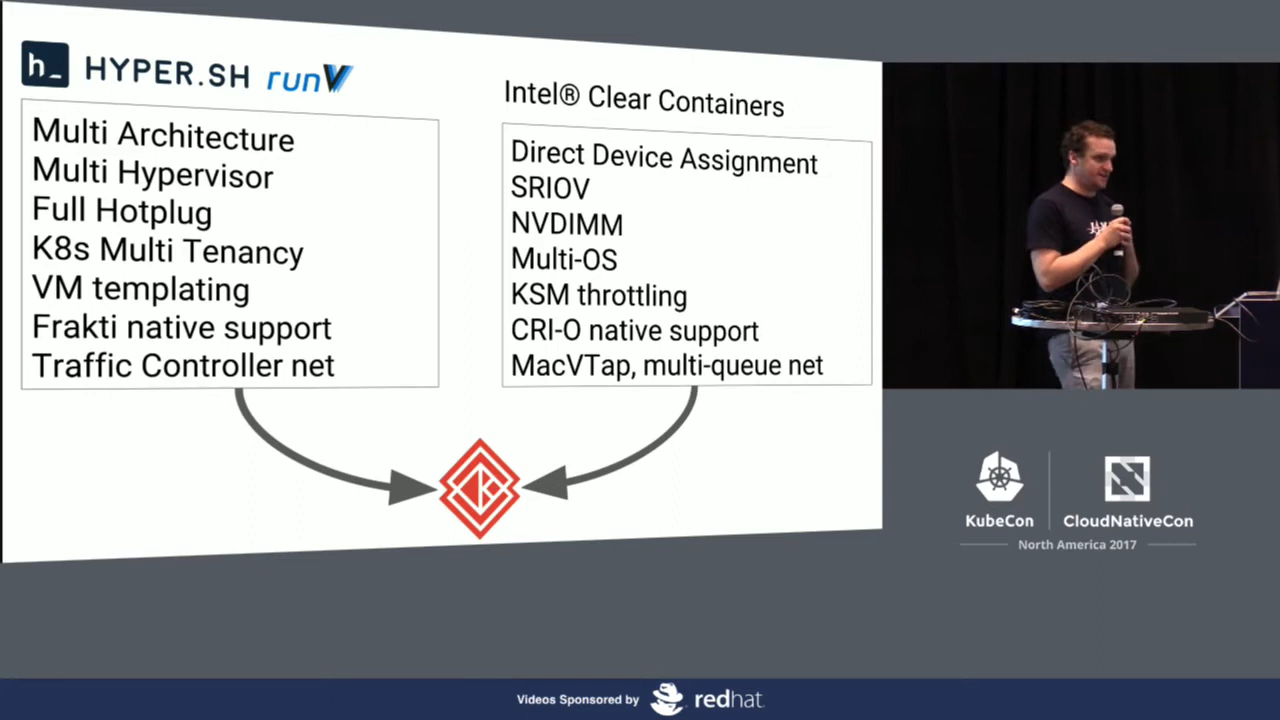 h_ HYPER.SH runV
Multi Architecture
Multi Hypervisor
Full Hotplug
K8s Multi Tenancy
VM templating
Frakti native support
Traffic Controller net
Intel® Clear Containers
Direct Device Assignment
SRIOV
NVDIMM
Multi-OS
KSM throttling
CRI-O native support
MacVTap, multi-queue net
KubeCon
CloudNativeCon
North America 2017
Videos Sponsored by redhat